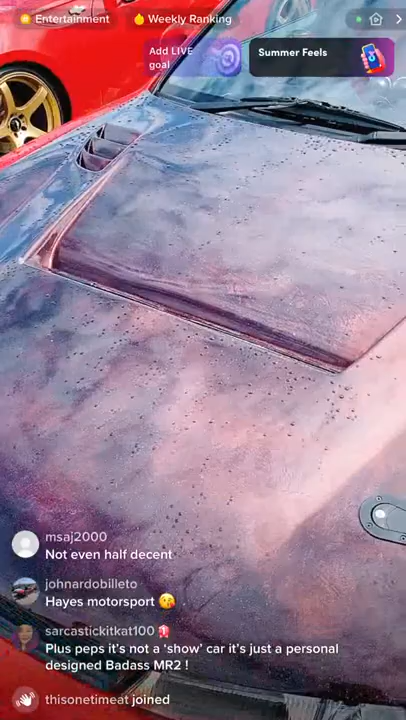 Entertainment
Weekly Ranking
Add LIVE
goal
Summer Feels
msaj2000
Not even half decent
johnardobilleto
Hayes motorsport 😘
sarcastickitkat100
Plus peps it's not a 'show' car it's just a personal
designed Badass MR2 !
thisonetimeat joined